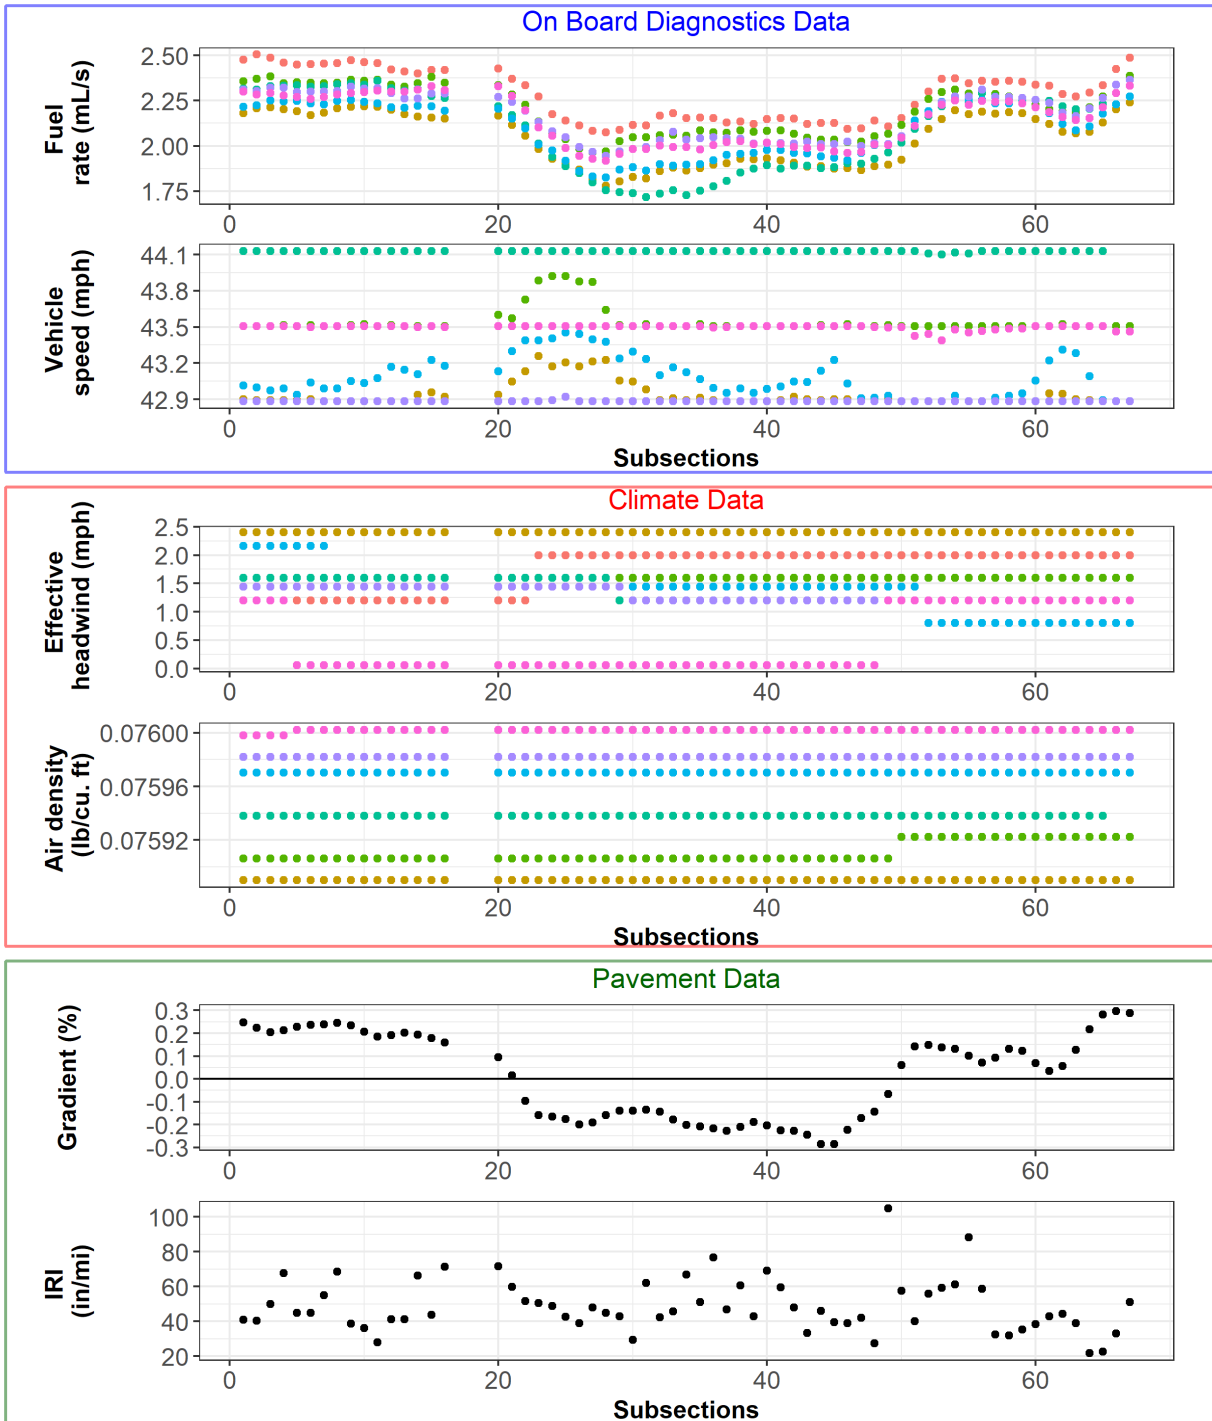 On Board Diagnostics Data
Fuel
rate (mL/s)
2.50
2.25
2.00
1.75
0 20 40 60
Vehicle
speed (mph)
44.1
43.8
43.5
43.2
42.9
0 20 40 60
Subsections
Climate Data
Effective
headwind (mph)
2.5
2.0
1.5
1.0
0.5
0.0
0 20 40 60
Air density
(lb/cu. ft)
0.07600
0.07596
0.07592
0 20 40 60
Subsections
Pavement Data
Gradient (%)
0.3
0.2
0.1
0.0
-0.1
-0.2
-0.3
0 20 40 60
IRI
(in/mi)
100
80
60
40
20
0 20 40 60
Subsections